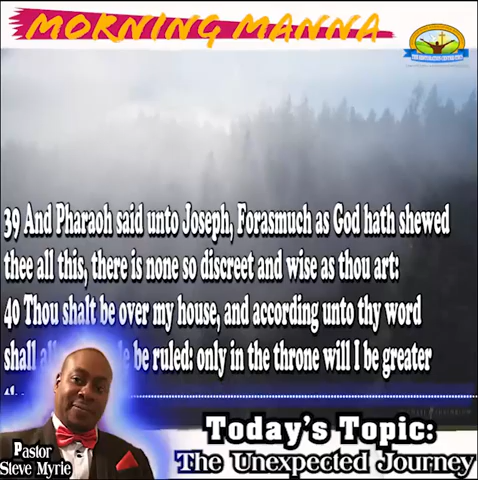 MORNING MANNA
39 And Pharaoh said unto Joseph, Forasmuch as God hath shewed
thee all this, there is none so discreet and wise as thou art:
40 Thou shalt be over my house, and according unto thy word
shall be ruled: only in the throne will I be greater
Today's Topic:
The Unexpected Journey
Pastor
Steve Myrie